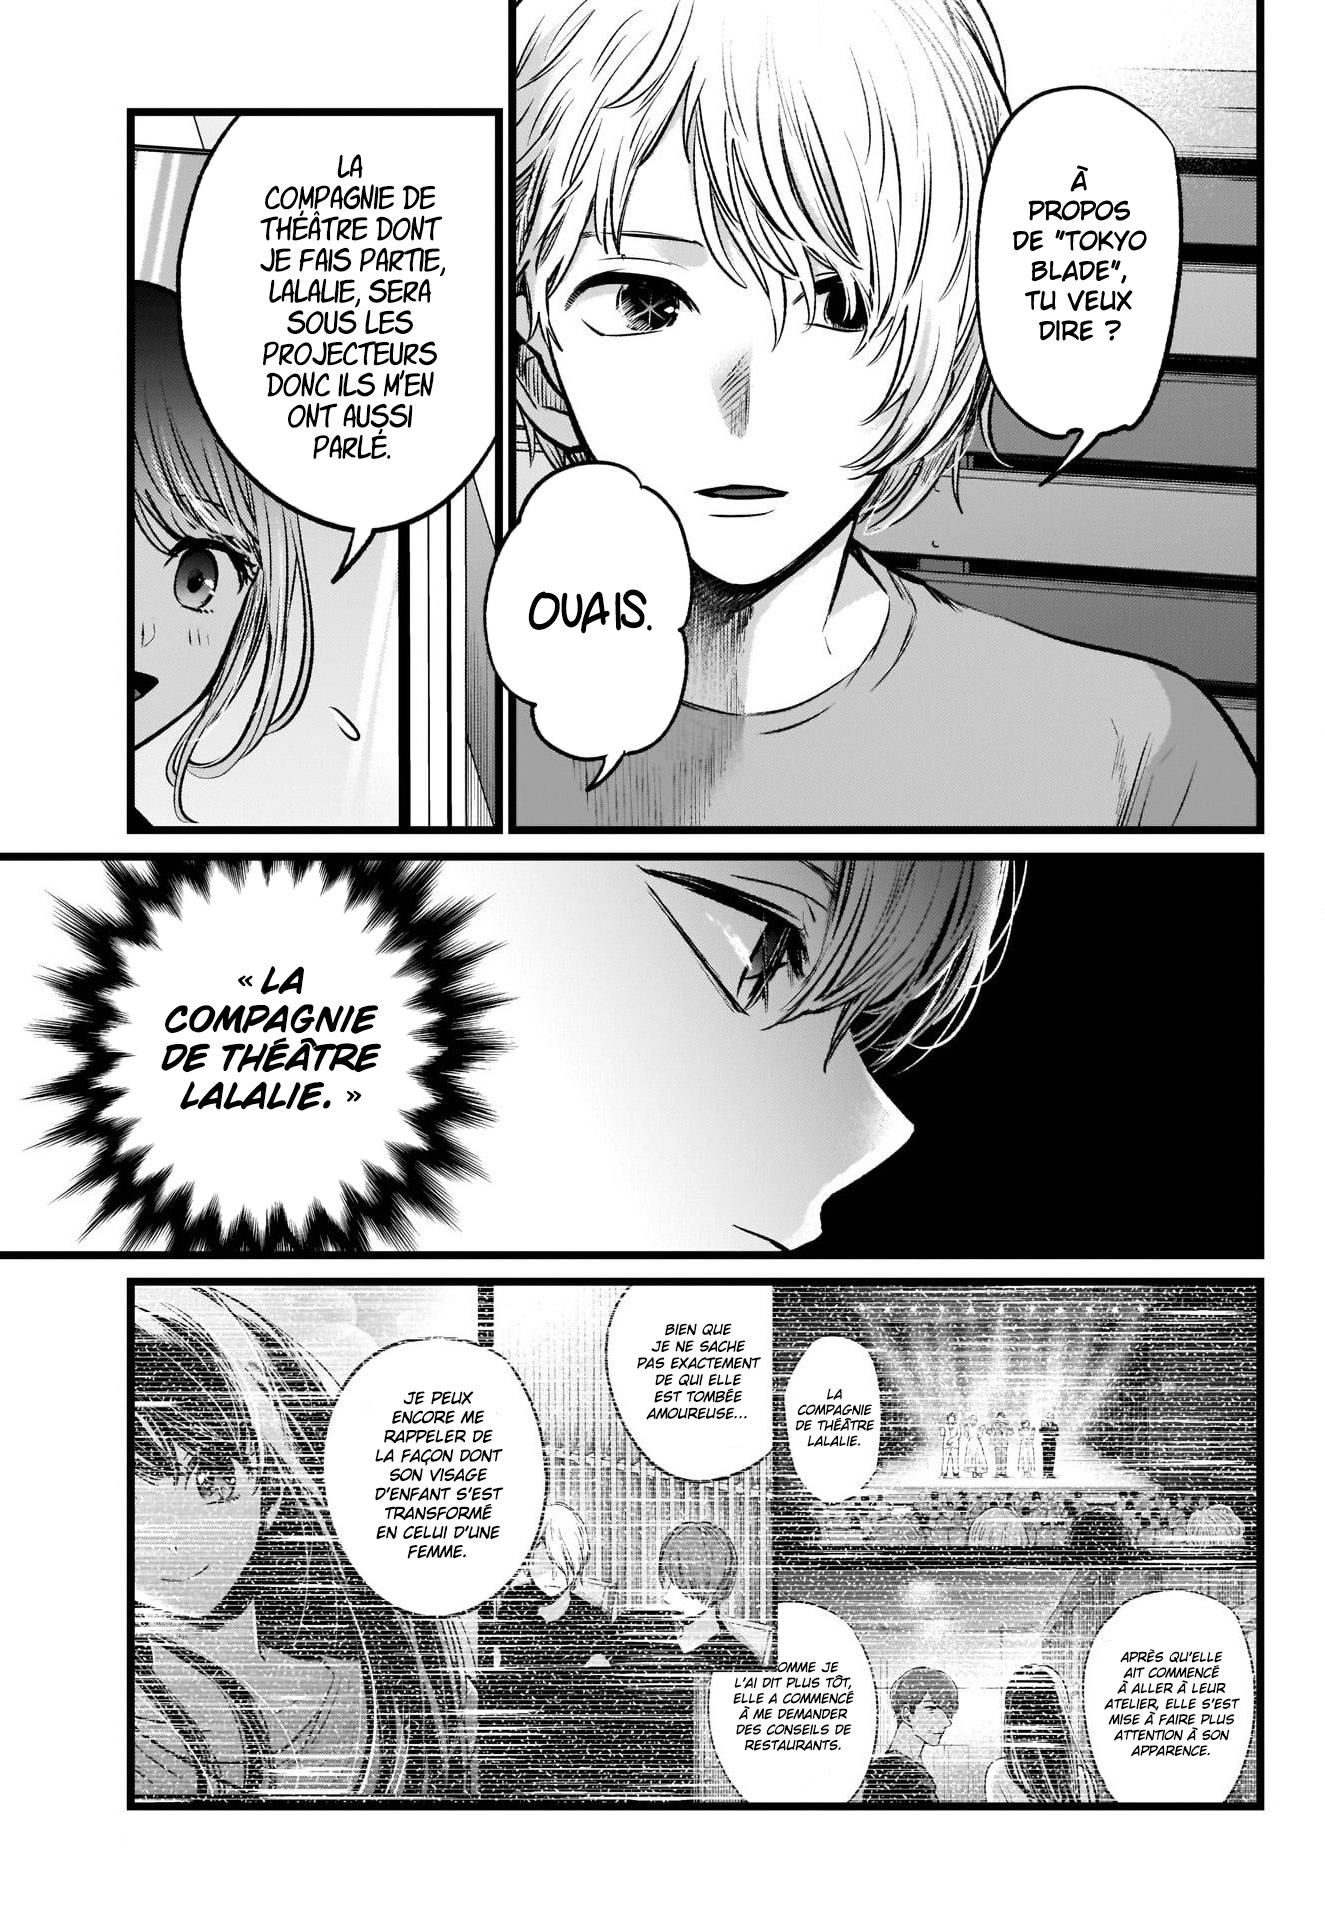 À
PROPOS
DE "TOKYO
BLADE",
TU VEUX
DIRE ?
OUAIS.
LA
COMPAGNIE DE
THÉÂTRE DONT
JE FAIS PARTIE,
LALALIE, SERA
SOUS LES
PROJECTEURS
DONC ILS M'EN
ONT AUSSI
PARLÉ.
« LA
COMPAGNIE
DE THÉÂTRE
LALALIE. »
LA
COMPAGNIE
DE THÉÂTRE
LALALIE.
APRÈS QU'ELLE
AIT COMMENCÉ
À ALLER À LEUR
ATELIER, ELLE S'EST
MISE À FAIRE PLUS
ATTENTION À SON
APPARENCE.
OMME JE
L'AI DIT PLUS TÔT,
ELLE A COMMENCÉ
À ME DEMANDER
DES CONSEILS DE
RESTAURANTS.
BIEN QUE
JE NE SACHE
PAS EXACTEMENT
DE QUI ELLE
EST TOMBÉE
AMOUREUSE...
JE PEUX
ENCORE ME
RAPPELER DE
LA FAÇON DONT
SON VISAGE
D'ENFANT S'EST
TRANSFORMÉ
EN CELUI D'UNE
FEMME.